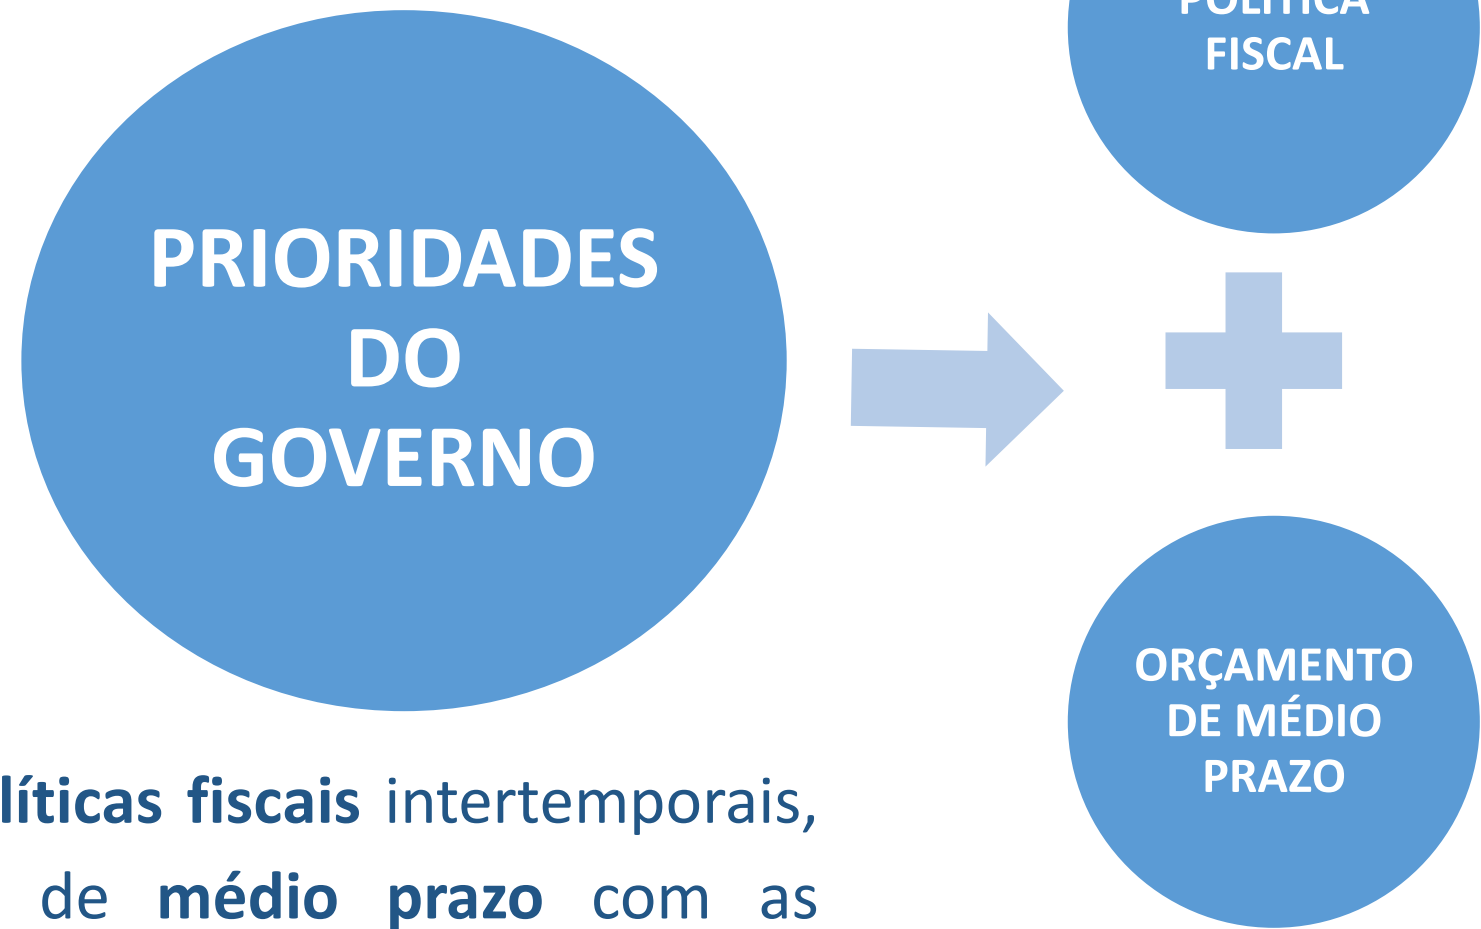 POLÍTICA
FISCAL
PRIORIDADES
DO
GOVERNO
ORÇAMENTO
DE MÉDIO
PRAZO
líticas fiscais intertemporais,
de médio prazo com as